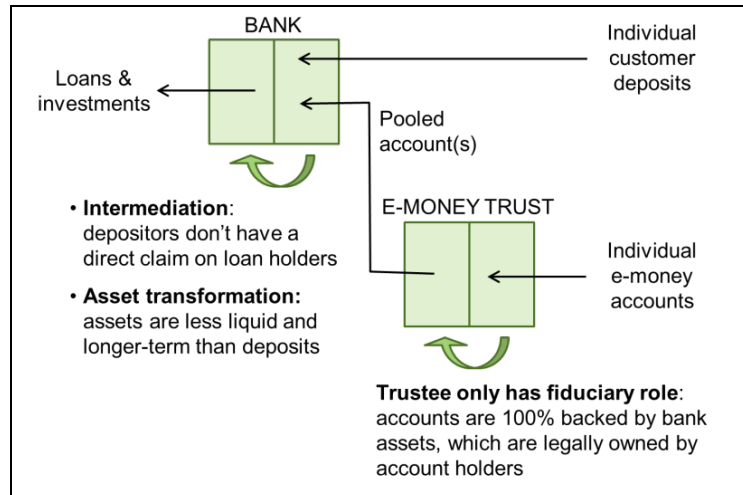 BANK
Individual
customer
deposits
Loans &
investments
Pooled
account(s)
• Intermediation:
depositors don't have a
direct claim on loan holders
• Asset transformation:
assets are less liquid and
longer-term than deposits
E-MONEY TRUST
Individual
e-money
accounts
Trustee only has fiduciary role:
accounts are 100% backed by bank
assets, which are legally owned by
account holders